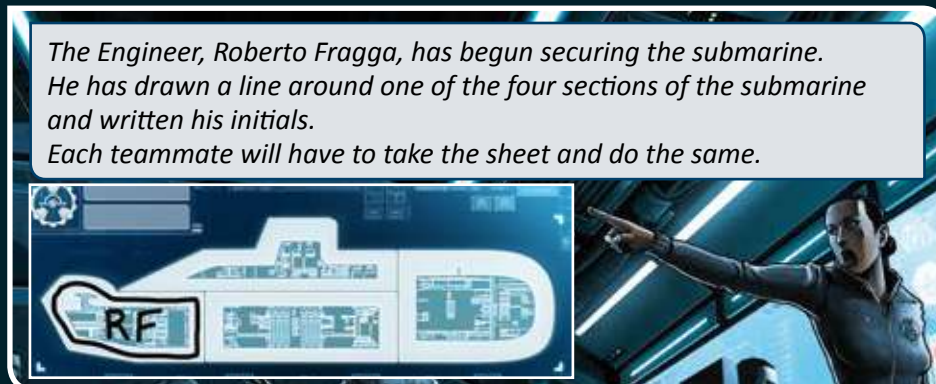 The Engineer, Roberto Fragga, has begun securing the submarine.
He has drawn a line around one of the four sections of the submarine
and written his initials.
Each teammate will have to take the sheet and do the same.
RF